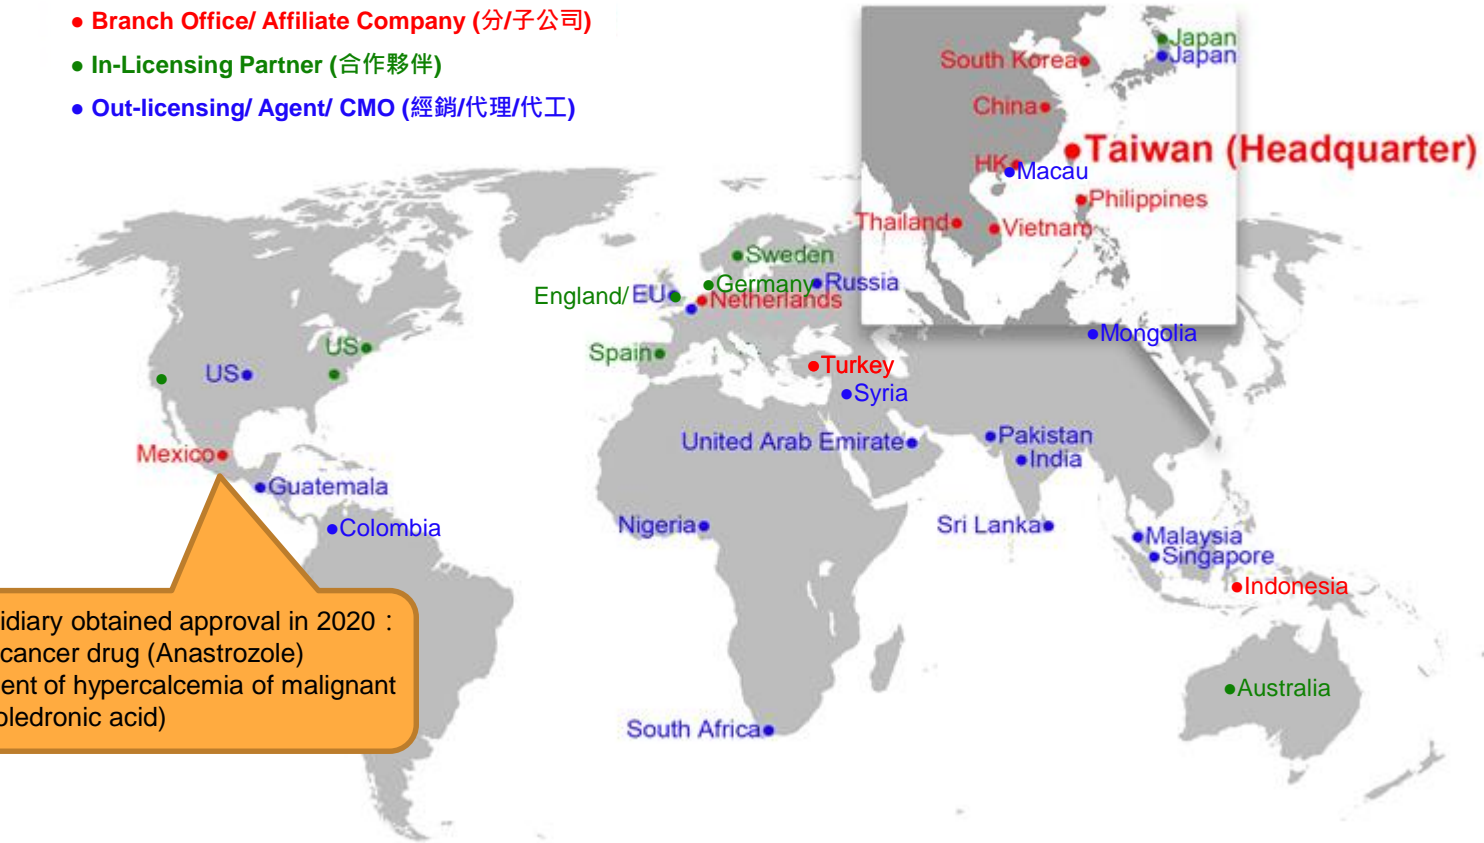 ● Branch Office/ Affiliate Company (分/子公司)
● In-Licensing Partner (合作夥伴)
● Out-licensing/ Agent/ CMO (經銷/代理/代工)
Japan
Japan
South Korea
China
Taiwan (Headquarter)
HK
Macau
Philippines
Thailand
Vietnam
Sweden
Germany
Russia
England/ EU
Netherlands
Mongolia
US
Spain
US
Turkey
Syria
United Arab Emirate
Pakistan
India
Mexico
Guatemala
Colombia
Nigeria
Sri Lanka
Malaysia
Singapore
Indonesia
idiary obtained approval in 2020：
cancer drug (Anastrozole)
ent of hypercalcemia of malignant
oledronic acid)
Australia
South Africa